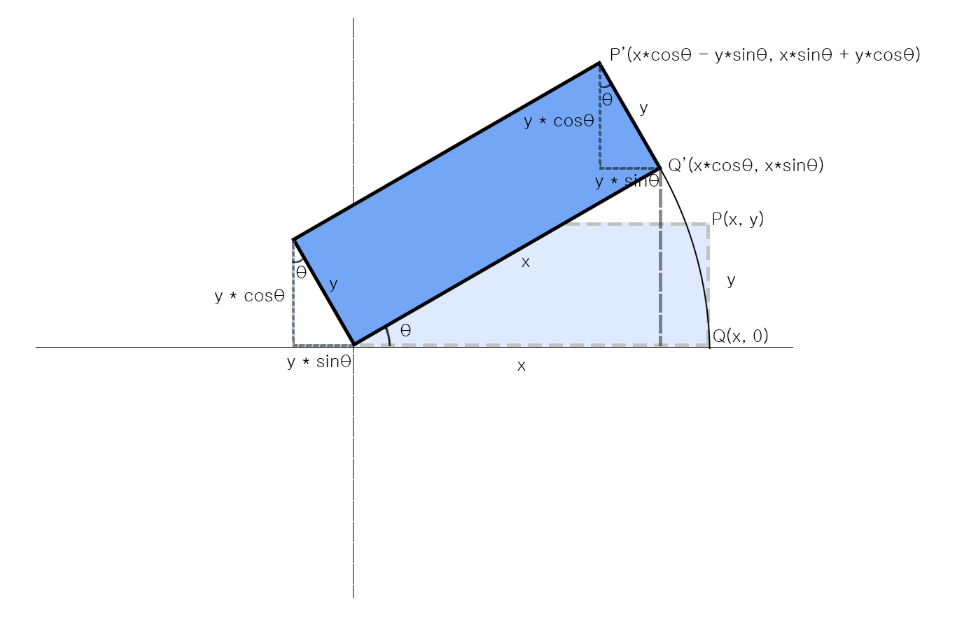 P’(x*cosθ - y*sinθ, x*sinθ + y*cosθ)
θ
y
y * cosθ
Q’(x*cosθ, x*sinθ)
y * sinθ
P(x, y)
x
θ
y
y
y * cosθ
θ
Q(x, 0)
y * sinθ
x